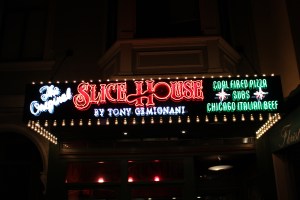 The
Original
SLICE HOUSE
BY TONY GEMIGNANI
COAL FIRED PIZZA
SUBS
CHICAGO ITALIAN BEEF